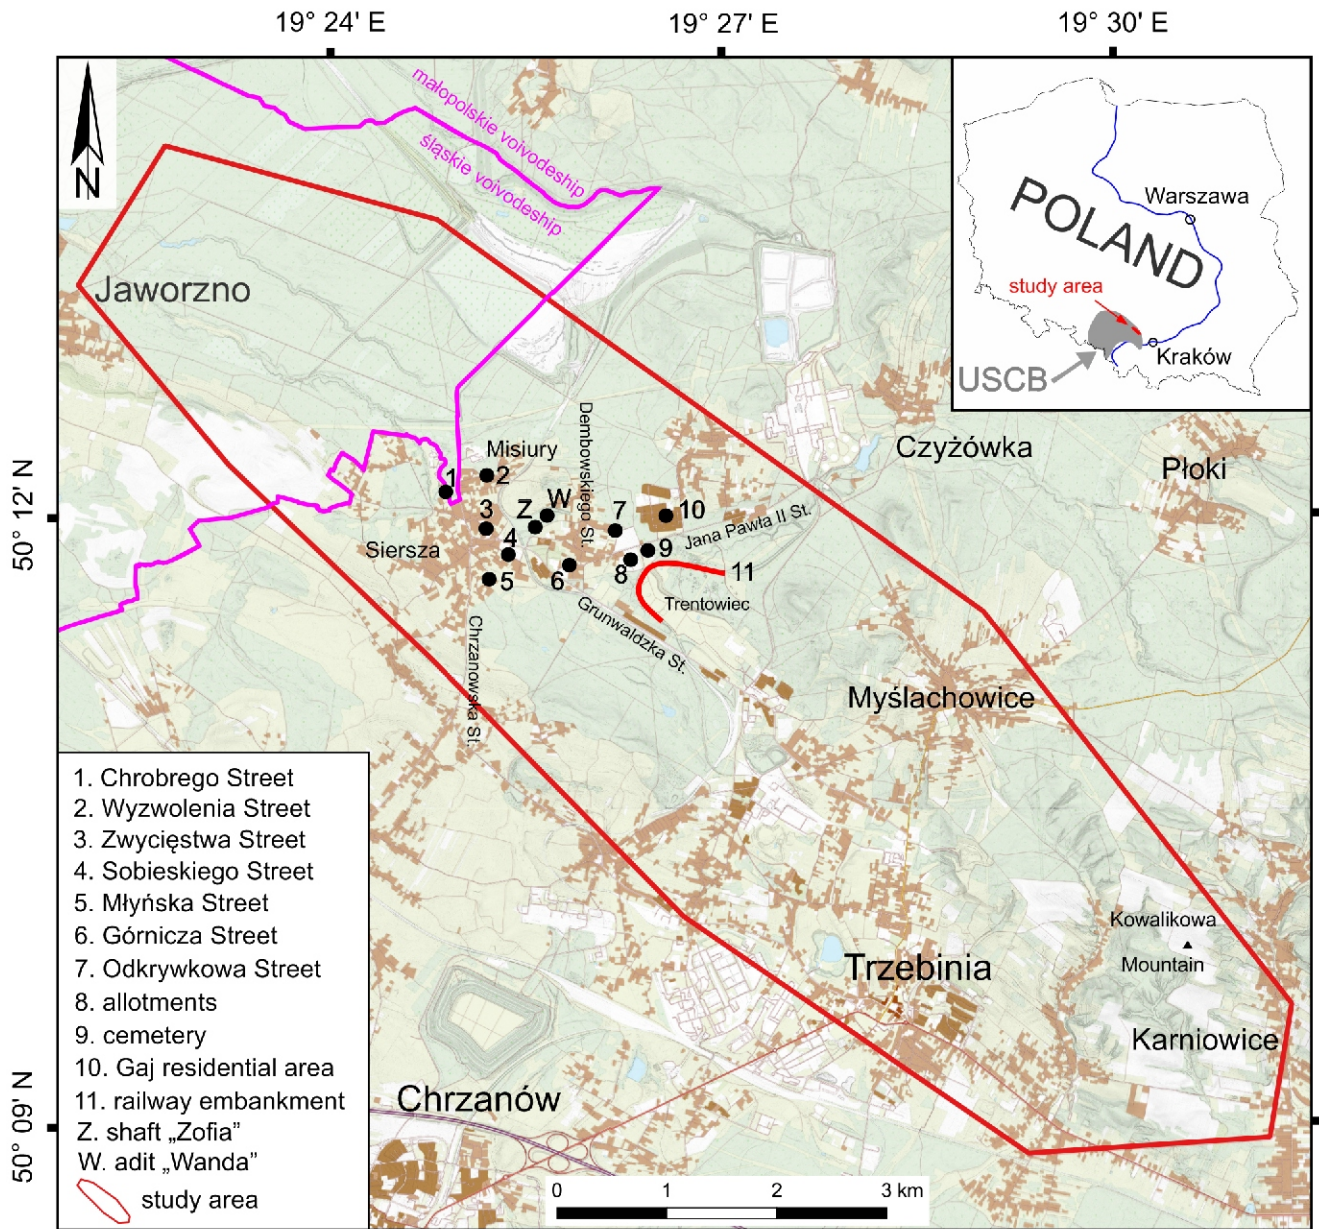 19° 24' E
19° 27' E
19° 30' E
małopolskie voivodeship
śląskie voivodeship
N
POLAND
Warszawa
study area
Kraków
USCB
Jaworzno
Czyżówka
Płoki
50° 12' N
Misiury
Dembowskiego St.
1
2
3
Z
W
7
10
Jana Pawła II St.
Siersza
4
9
5
6
8
11
Trentowiec
Grunwaldzka St.
Chrzanowska St.
Myślachowice
1. Chrobrego Street
2. Wyzwolenia Street
3. Zwycięstwa Street
4. Sobieskiego Street
5. Młyńska Street
6. Górnicza Street
7. Odkrywkowa Street
8. allotments
9. cemetery
10. Gaj residential area
11. railway embankment
Z. shaft „Zofia”
W. adit „Wanda”
study area
Kowalikowa
Mountain
Trzebinia
Karniowice
Chrzanów
50° 09' N
0 1 2 3 km